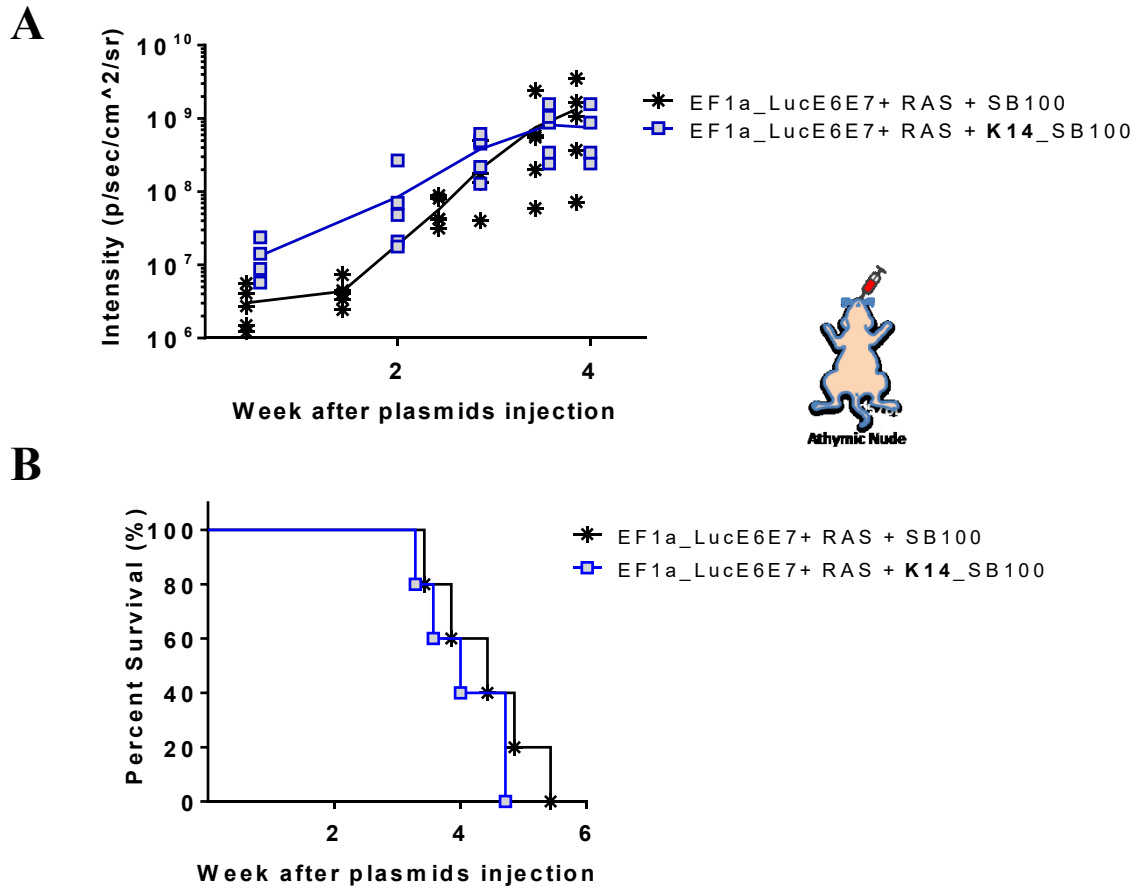 A
10^10
10^9
10^8
10^7
10^6
Intensity (p/sec/cm^2/sr)
2
4
Week after plasmids injection
EF1a_LucE6E7+ RAS + SB100
EF1a_LucE6E7+ RAS + K14_SB100
Athymic Nude
B
100
80
60
40
20
0
Percent Survival (%)
2
4
6
Week after plasmids injection
EF1a_LucE6E7+ RAS + SB100
EF1a_LucE6E7+ RAS + K14_SB100